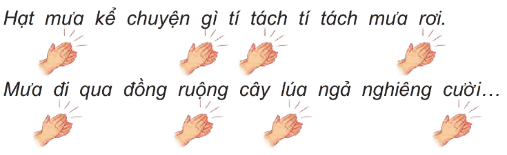 Hạt mưa kể chuyện gì tí tách tí tách mưa rơi.
Mưa đi qua đồng ruộng cây lúa ngả nghiêng cười...